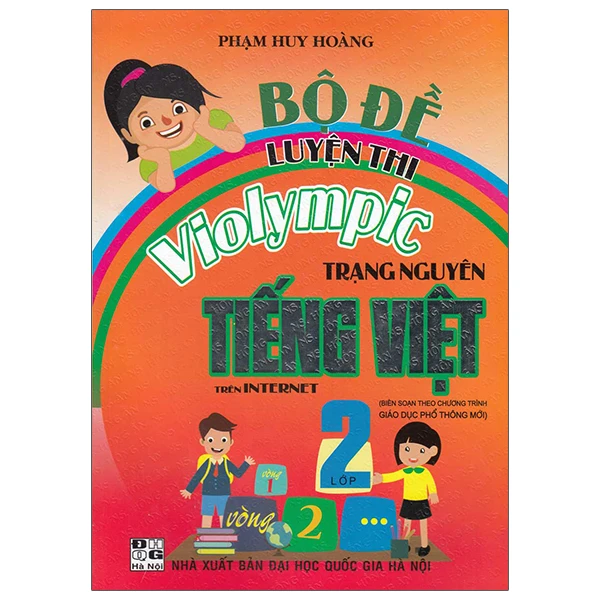 PHẠM HUY HOÀNG
BỘ ĐỀ
LUYỆN THI
Violympic
TRẠNG NGUYÊN
TIẾNG VIỆT
TRÊN INTERNET
(BIÊN SOẠN THEO CHƯƠNG TRÌNH
GIÁO DỤC PHỔ THÔNG MỚI)
2
LỚP
vòng
1
vòng 2 ...
ĐHQG
Hà Nội
NHÀ XUẤT BẢN ĐẠI HỌC QUỐC GIA HÀ NỘI